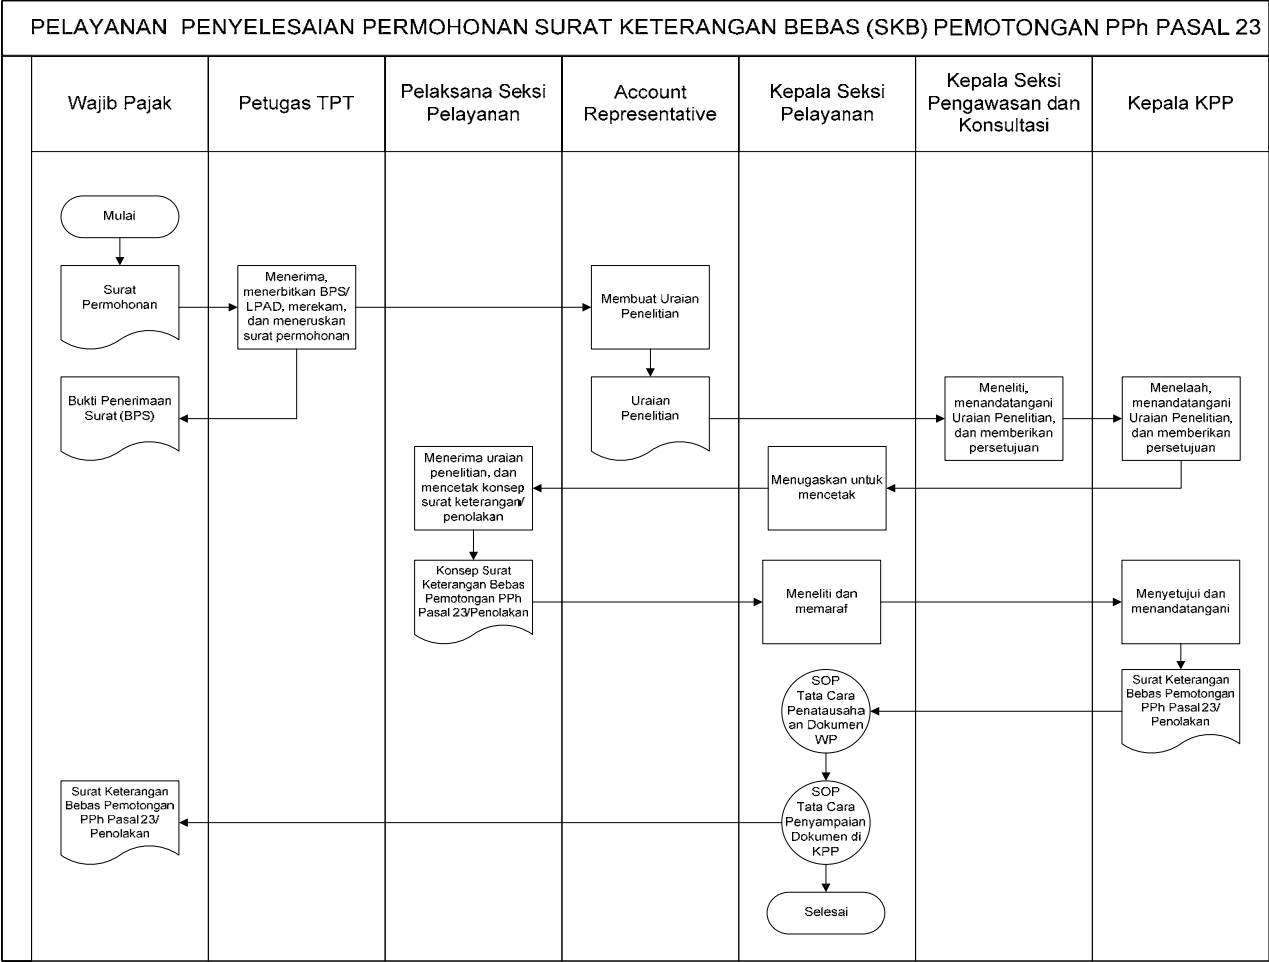 PELAYANAN PENYELESAIAN PERMOHONAN SURAT KETERANGAN BEBAS (SKB) PEMOTONGAN PPh PASAL 23
Wajib Pajak
Petugas TPT
Pelaksana Seksi
Pelayanan
Account
Representative
Kepala Seksi
Pelayanan
Kepala Seksi
Pengawasan dan
Konsultasi
Kepala KPP
Mulai
Surat
Permohonan
Menerima,
menerbitkan BPS/
LPAD, merekam,
dan meneruskan
surat permohonan
Membuat Uraian
Penelitian
Bukti Penerimaan
Surat (BPS)
Uraian
Penelitian
Meneliti,
menandatangani
Uraian Penelitian,
dan memberikan
persetujuan
Menelaah,
menandatangani
Uraian Penelitian,
dan memberikan
persetujuan
Menerima uraian
penelitian, dan
mencetak konsep
surat keterangan/
penolakan
Menugaskan untuk
mencetak
Konsep Surat
Keterangan Bebas
Pemotongan PPh
Pasal 23/Penolakan
Meneliti dan
memaraf
Menyetujui dan
menandatangani
SOP
Tata Cara
Penatausaha
an Dokumen
WP
Surat Keterangan
Bebas Pemotongan
PPh Pasal 23/
Penolakan
Surat Keterangan
Bebas Pemotongan
PPh Pasal 23/
Penolakan
SOP
Tata Cara
Penyampaian
Dokumen di
KPP
Selesai